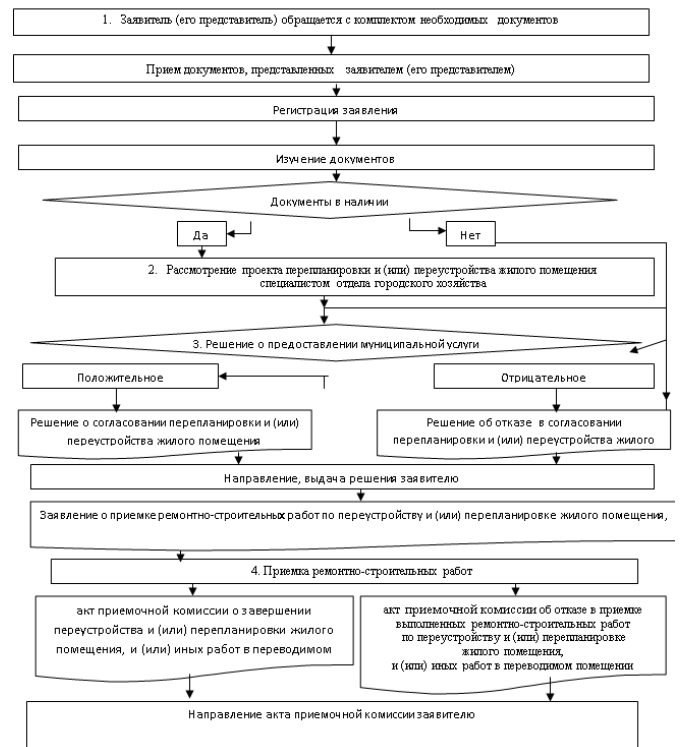 1. Заявитель (его представитель) обращается с комплектом необходимых документов
Прием документов, представленных заявителем (его представителем)
Регистрация заявления
Изучение документов
Документы в наличии
Да
Нет
2. Рассмотрение проекта перепланировки и (или) переустройства жилого помещения
специалистом отдела городского хозяйства
3. Решение о предоставлении муниципальной услуги
Положительное
Отрицательное
Решение о согласовании перепланировки и (или)
переустройства жилого помещения
Решение об отказе в согласовании
перепланировки и (или) переустройства жилого
Направление, выдача решения заявителю
Заявление о приемке ремонтно-строительных работ по переустройству и (или) перепланировке жилого помещения,
4. Приемка ремонтно-строительных работ
акт приемочной комиссии о завершении
переустройства и (или) перепланировки жилого
помещения, и (или) иных работ в переводимом
акт приемочной комиссии об отказе в приемке
выполненных ремонтно-строительных работ
по переустройству и (или) перепланировке
жилого помещения,
и (или) иных работ в переводимом помещении
Направление акта приемочной комиссии заявителю